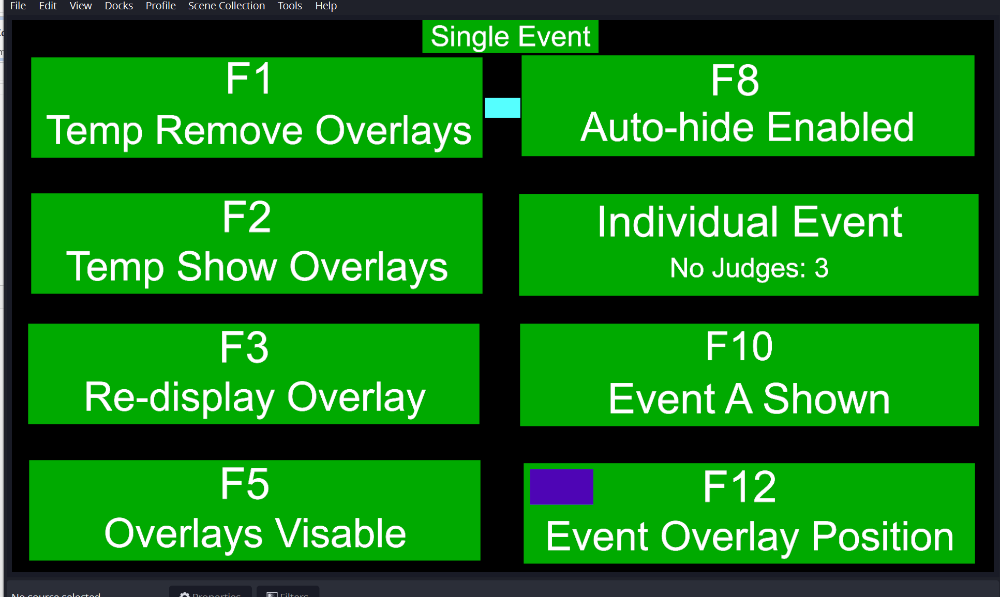 File Edit View Docks Profile Scene Collection Tools Help
Single Event
F1
Temp Remove Overlays
F8
Auto-hide Enabled
F2
Temp Show Overlays
Individual Event
No Judges: 3
F3
Re-display Overlay
F10
Event A Shown
F5
Overlays Visable
F12
Event Overlay Position
No source selected
Properties
Filters